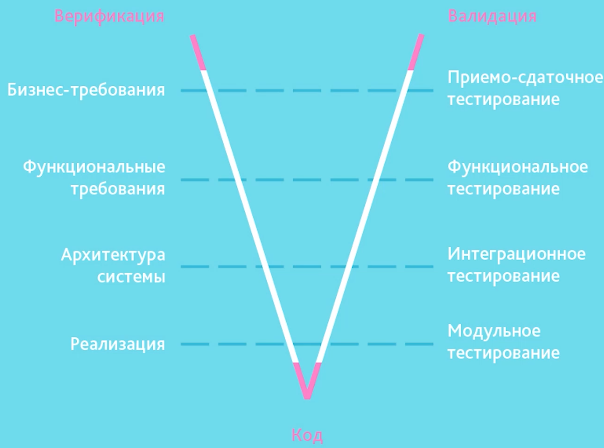 Верификация
Валидация
Бизнес-требования
Приемо-сдаточное
тестирование
Функциональные
требования
Функциональное
тестирование
Архитектура
системы
Интеграционное
тестирование
Реализация
Модульное
тестирование
Код